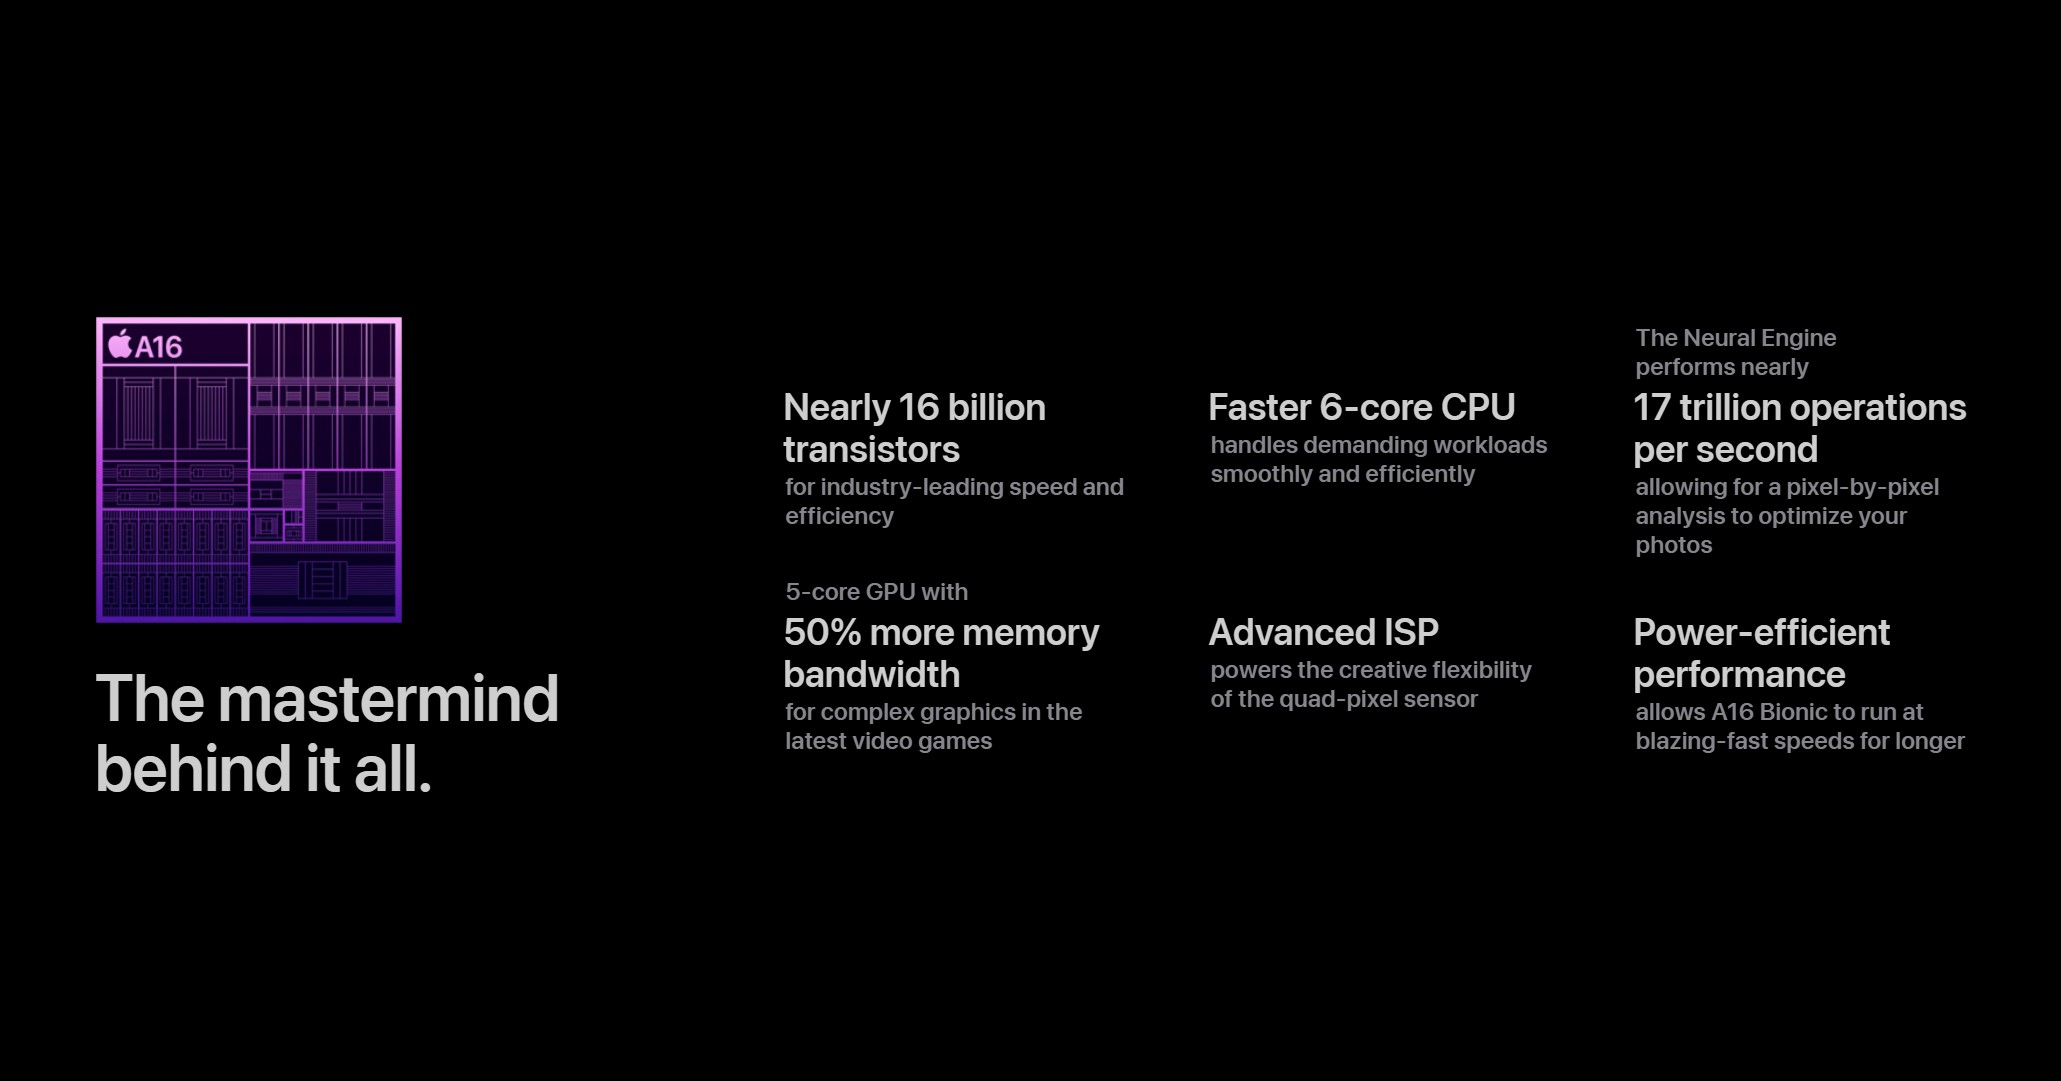 A16
The mastermind
behind it all.
Nearly 16 billion
transistors
for industry-leading speed and
efficiency
Faster 6-core CPU
handles demanding workloads
smoothly and efficiently
The Neural Engine
performs nearly
17 trillion operations
per second
allowing for a pixel-by-pixel
analysis to optimize your
photos
5-core GPU with
50% more memory
bandwidth
for complex graphics in the
latest video games
Advanced ISP
powers the creative flexibility
of the quad-pixel sensor
Power-efficient
performance
allows A16 Bionic to run at
blazing-fast speeds for longer